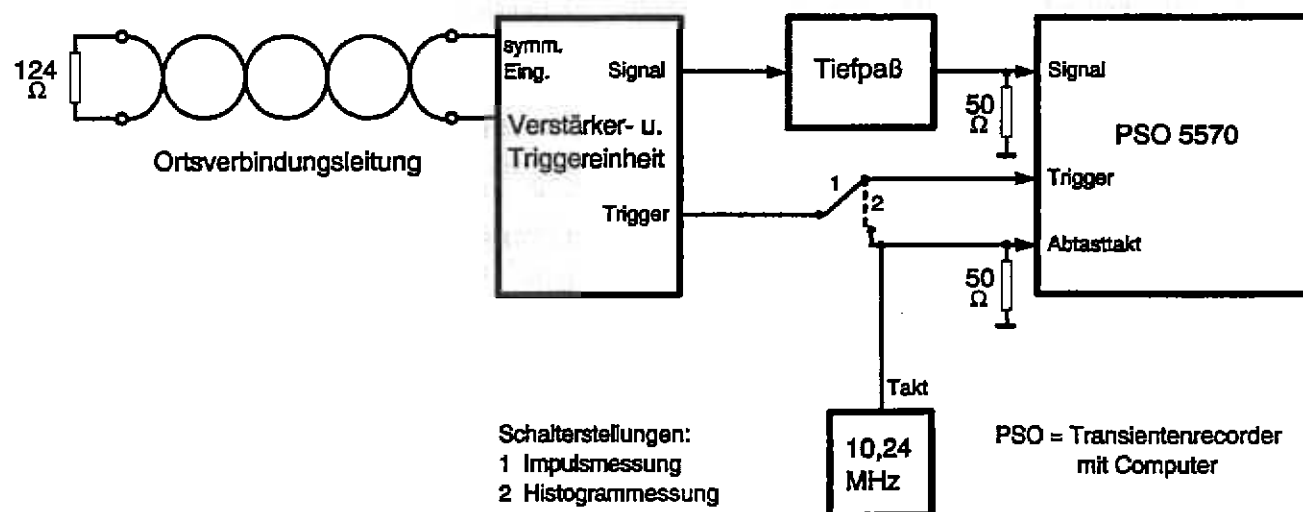 124
Ω
Ortsverbindungsleitung
symm.
Eing.
Signal
Verstärker- u.
Triggereinheit
Trigger
Tiefpaß
50
Ω
Signal
PSO 5570
Trigger
Abtasttakt
1
2
50
Ω
Takt
10,24
MHz
Schalterstellungen:
1 Impulsmessung
2 Histogrammessung
PSO = Transientenrecorder
mit Computer